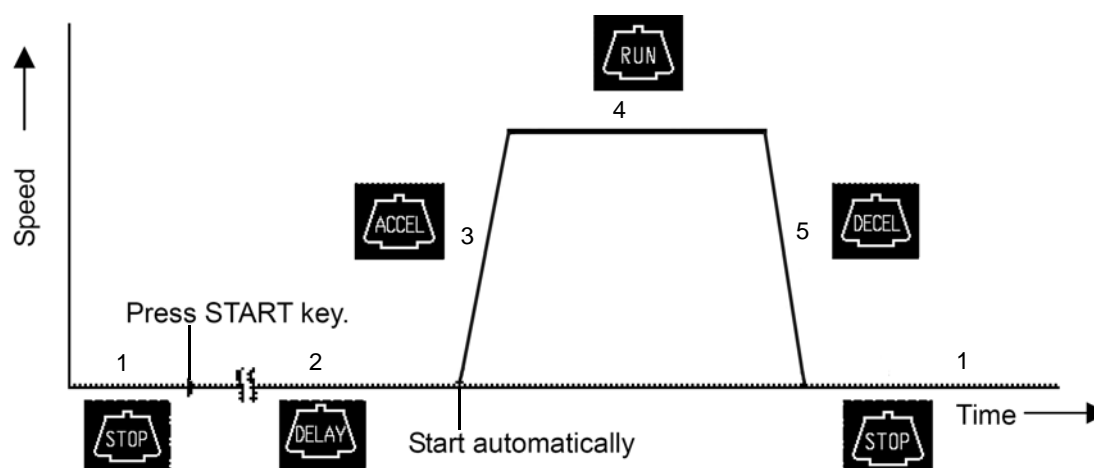 RUN
4
Speed
ACCEL
3
5
DECEL
Press START key.
1
2
1
STOP
DELAY
Start automatically
STOP
Time